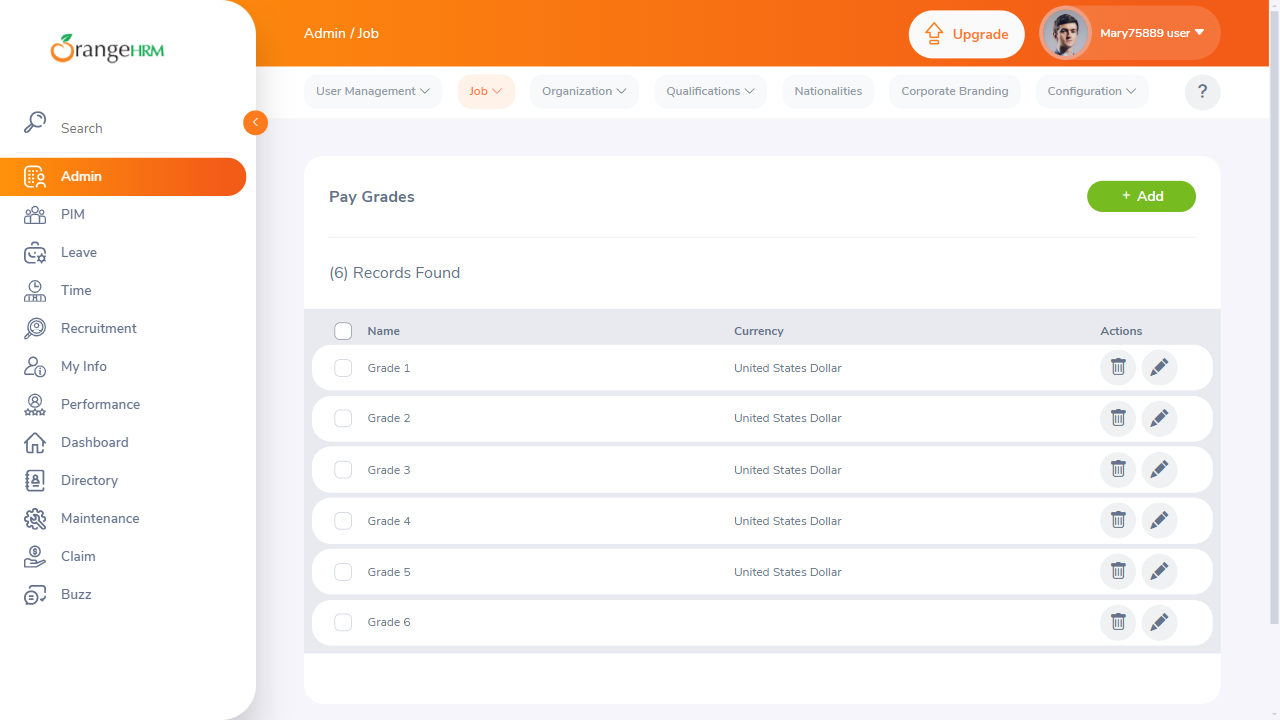 OrangeHRM
Admin / Job
Upgrade
Mary75889 user
User Management
Job
Organization
Qualifications
Nationalities
Corporate Branding
Configuration
?
Search
Admin
PIM
Leave
Time
Recruitment
My Info
Performance
Dashboard
Directory
Maintenance
Claim
Buzz
Pay Grades
+ Add
(6) Records Found
Name Currency Actions
Grade 1 United States Dollar
Grade 2 United States Dollar
Grade 3 United States Dollar
Grade 4 United States Dollar
Grade 5 United States Dollar
Grade 6